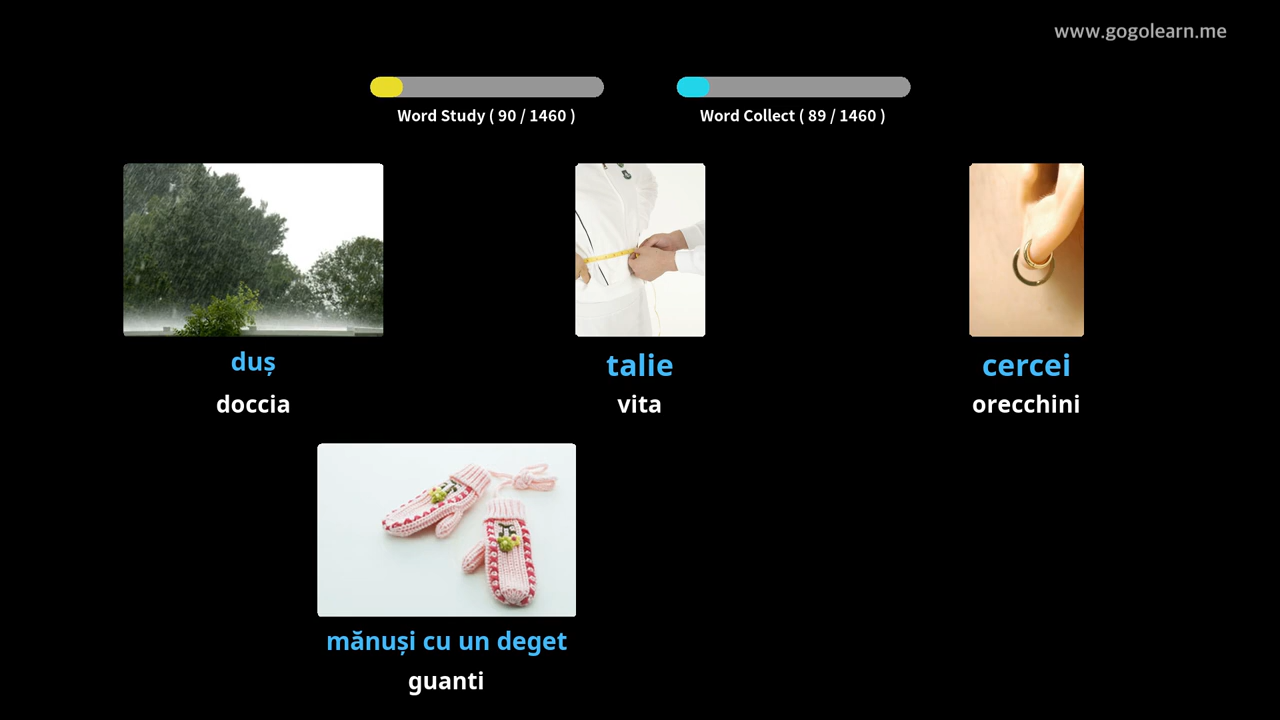 www.gogolearn.me
Word Study ( 90 / 1460 )
Word Collect ( 89 / 1460 )
duș
doccia
talie
vita
cercei
orecchini
mănuși cu un deget
guanti